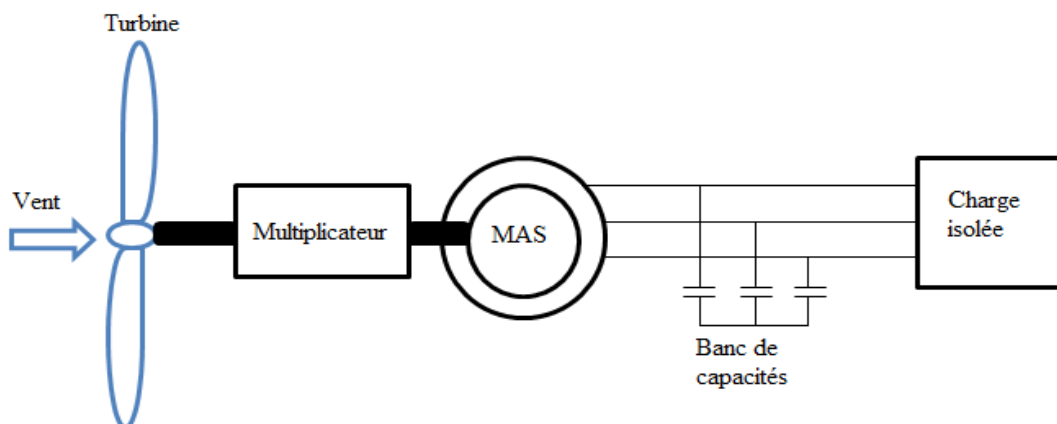 Turbine
Vent
Multiplicateur
MAS
Charge
isolée
Banc de
capacités